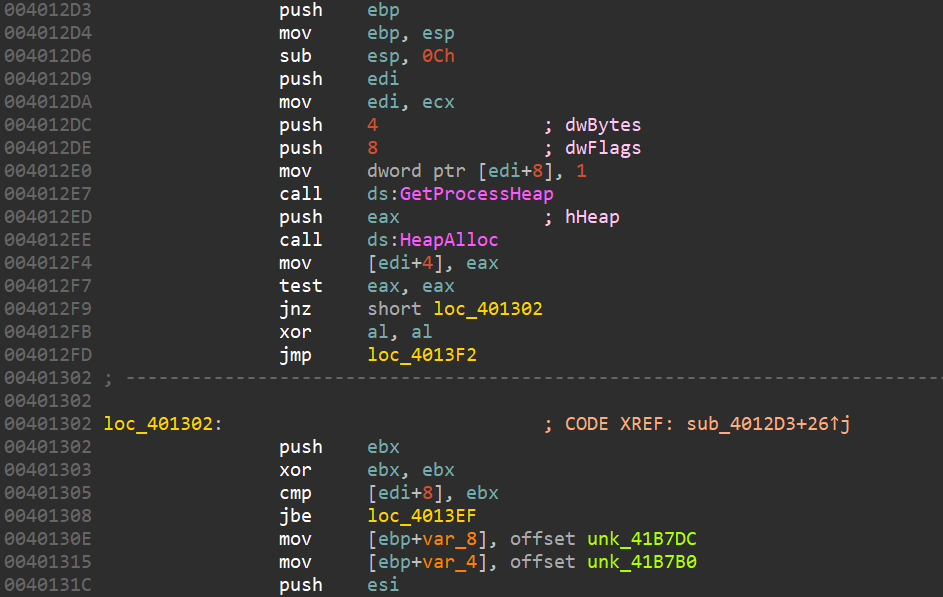 004012D3 push ebp
004012D4 mov ebp, esp
004012D6 sub esp, 0Ch
004012D9 push edi
004012DA mov edi, ecx
004012DC push 4 ; dwBytes
004012DE push 8 ; dwFlags
004012E0 mov dword ptr [edi+8], 1
004012E7 call ds:GetProcessHeap
004012ED push eax ; hHeap
004012EE call ds:HeapAlloc
004012F4 mov [edi+4], eax
004012F7 test eax, eax
004012F9 jnz short loc_401302
004012FB xor al, al
004012FD jmp loc_4013F2
00401302 ; ---------------------------------------------------------------------------
00401302
00401302 loc_401302: ; CODE XREF: sub_4012D3+26↑j
00401302 push ebx
00401303 xor ebx, ebx
00401305 cmp [edi+8], ebx
00401308 jbe loc_4013EF
0040130E mov [ebp+var_8], offset unk_41B7DC
00401315 mov [ebp+var_4], offset unk_41B7B0
0040131C push esi